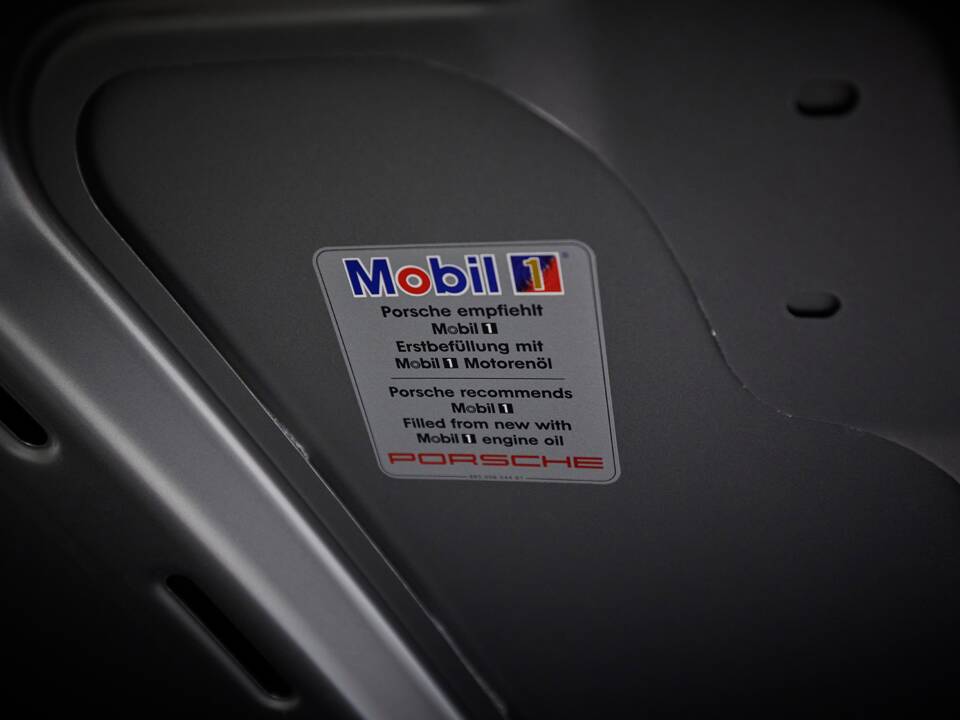 Mobil 1®
Porsche empfiehlt
Mobil 1
Erstbefüllung mit
Mobil 1 Motorenöl
Porsche recommends
Mobil 1
Filled from new with
Mobil 1 engine oil
PORSCHE